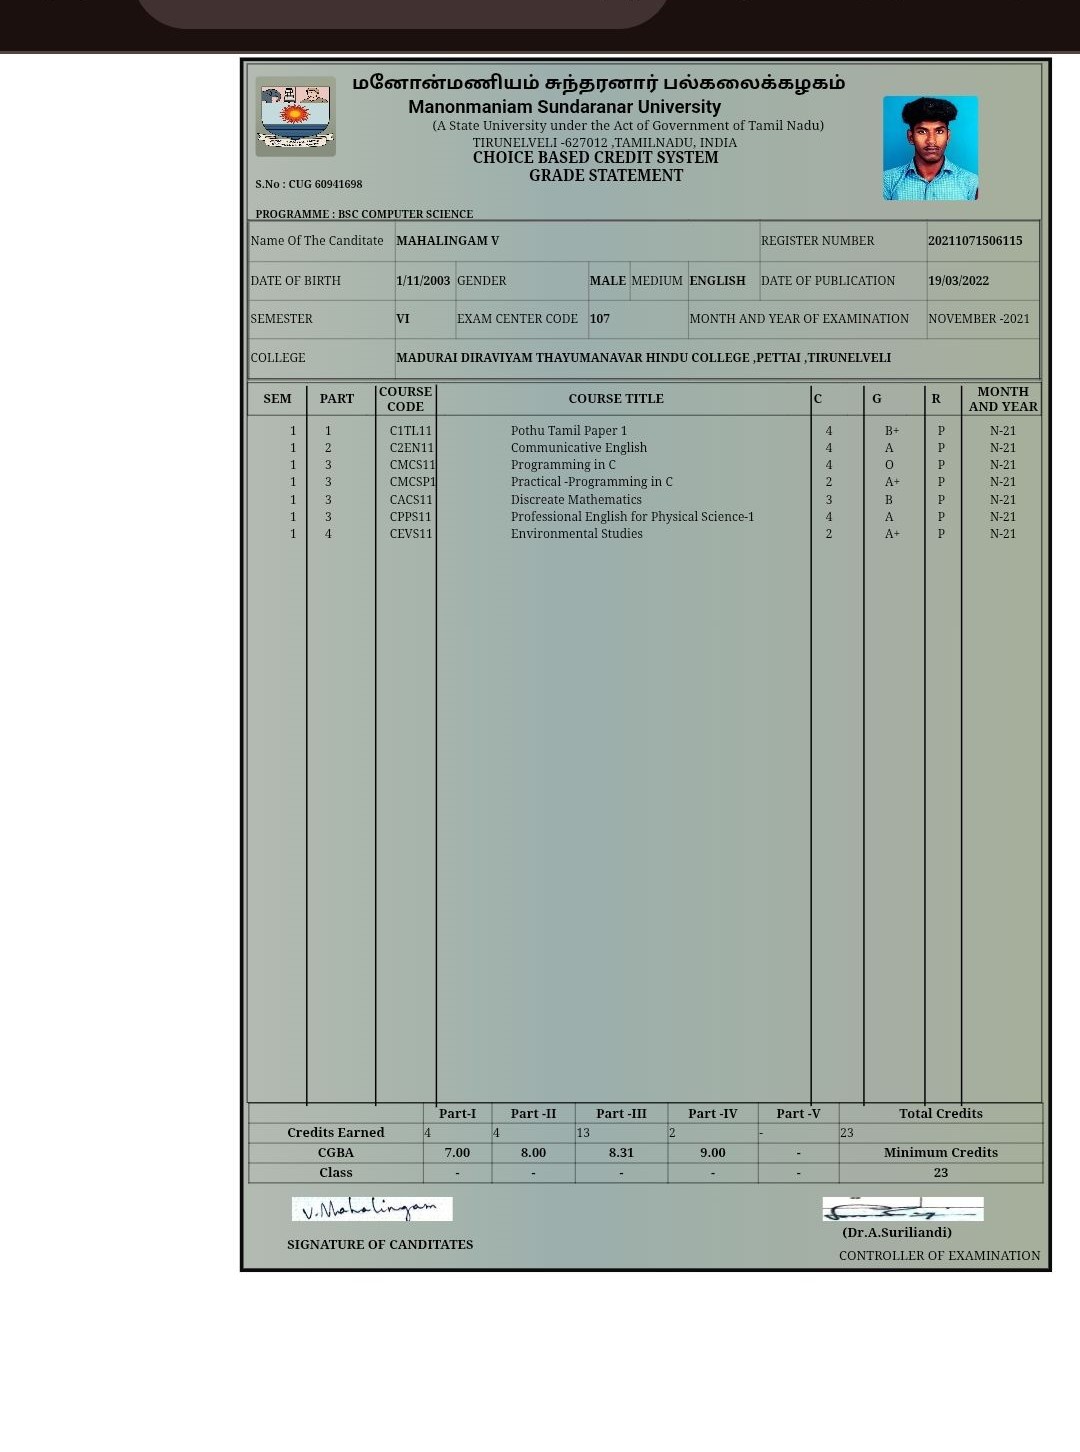 மனோன்மணியம் சுந்தரனார் பல்கலைக்கழகம்
Manonmaniam Sundaranar University
(A State University under the Act of Government of Tamil Nadu)
TIRUNELVELI -627012 ,TAMILNADU, INDIA
CHOICE BASED CREDIT SYSTEM
GRADE STATEMENT
S.No : CUG 60941698
PROGRAMME : BSC COMPUTER SCIENCE
Name Of The Canditate MAHALINGAM V REGISTER NUMBER 20211071506115
DATE OF BIRTH 1/11/2003 GENDER MALE MEDIUM ENGLISH DATE OF PUBLICATION 19/03/2022
SEMESTER VI EXAM CENTER CODE 107 MONTH AND YEAR OF EXAMINATION NOVEMBER -2021
COLLEGE MADURAI DIRAVIYAM THAYUMANAVAR HINDU COLLEGE ,PETTAI ,TIRUNELVELI
SEM PART COURSE CODE COURSE TITLE C G R MONTH AND YEAR
1 1 C1TL11 Pothu Tamil Paper 1 4 B+ P N-21
1 2 C2EN11 Communicative English 4 A P N-21
1 3 CMCS11 Programming in C 4 O P N-21
1 3 CMCSP1 Practical -Programming in C 2 A+ P N-21
1 3 CACS11 Discreate Mathematics 3 B P N-21
1 3 CPPS11 Professional English for Physical Science-1 4 A P N-21
1 4 CEVS11 Environmental Studies 2 A+ P N-21
Part-I Part -II Part -III Part -IV Part -V Total Credits
Credits Earned 4 4 13 2 - 23
CGBA 7.00 8.00 8.31 9.00 - Minimum Credits
Class - - - - - 23
V. Mahalingam
(Dr.A.Suriliandi)
SIGNATURE OF CANDITATES
CONTROLLER OF EXAMINATION